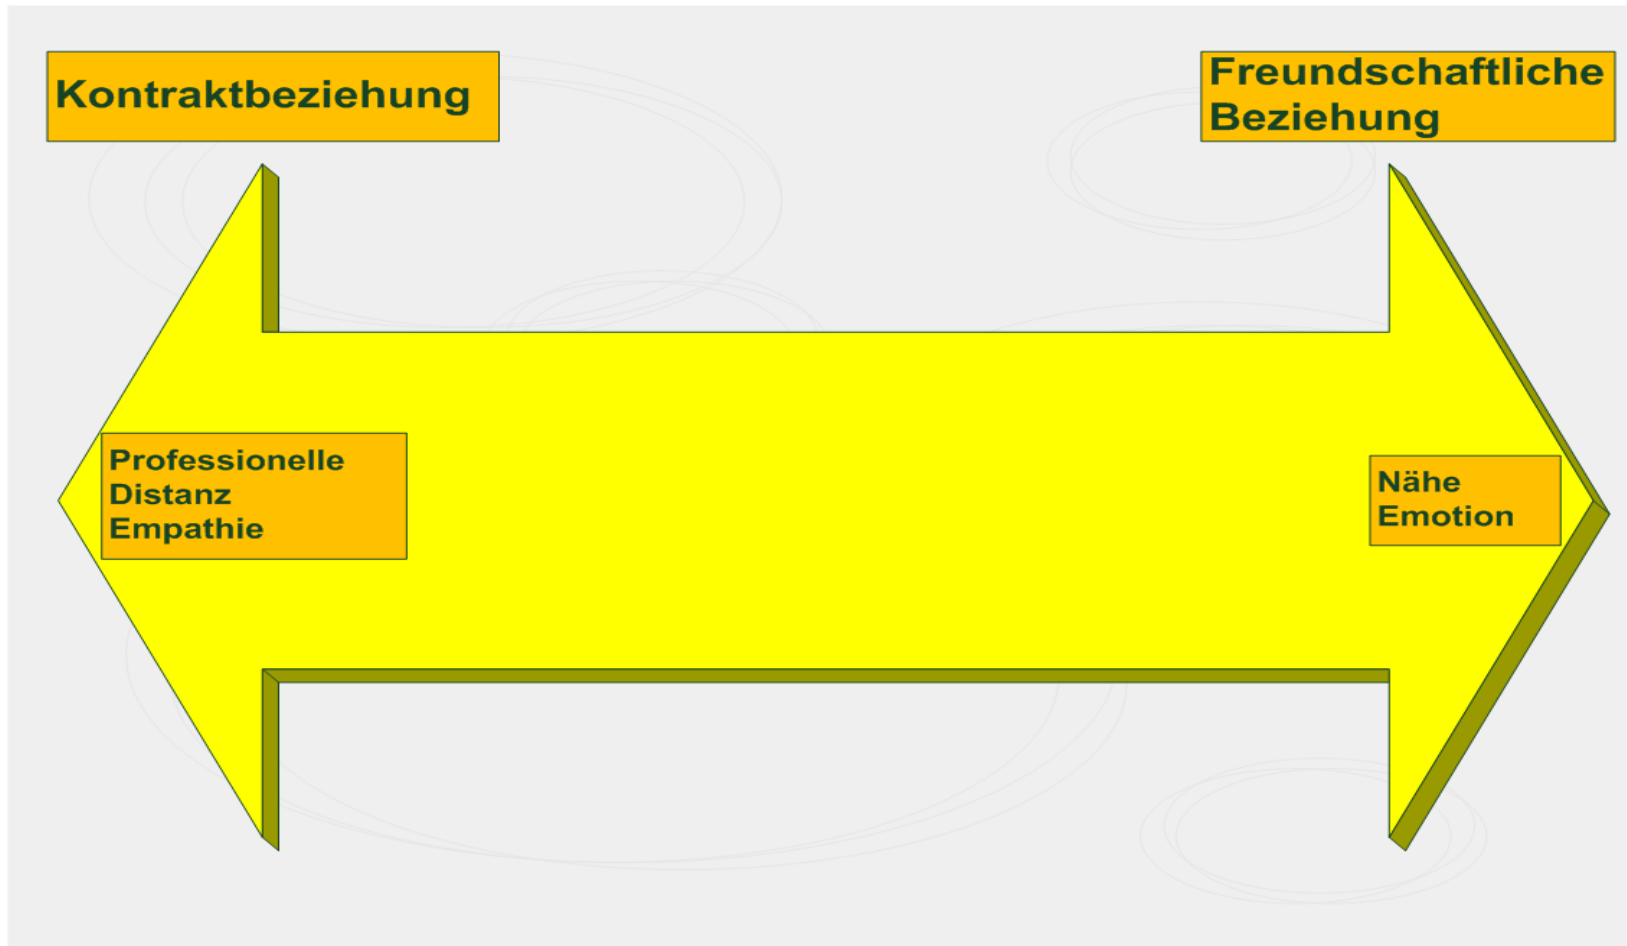 Kontraktbeziehung
Freundschaftliche
Beziehung
Professionelle
Distanz
Empathie
Nähe
Emotion